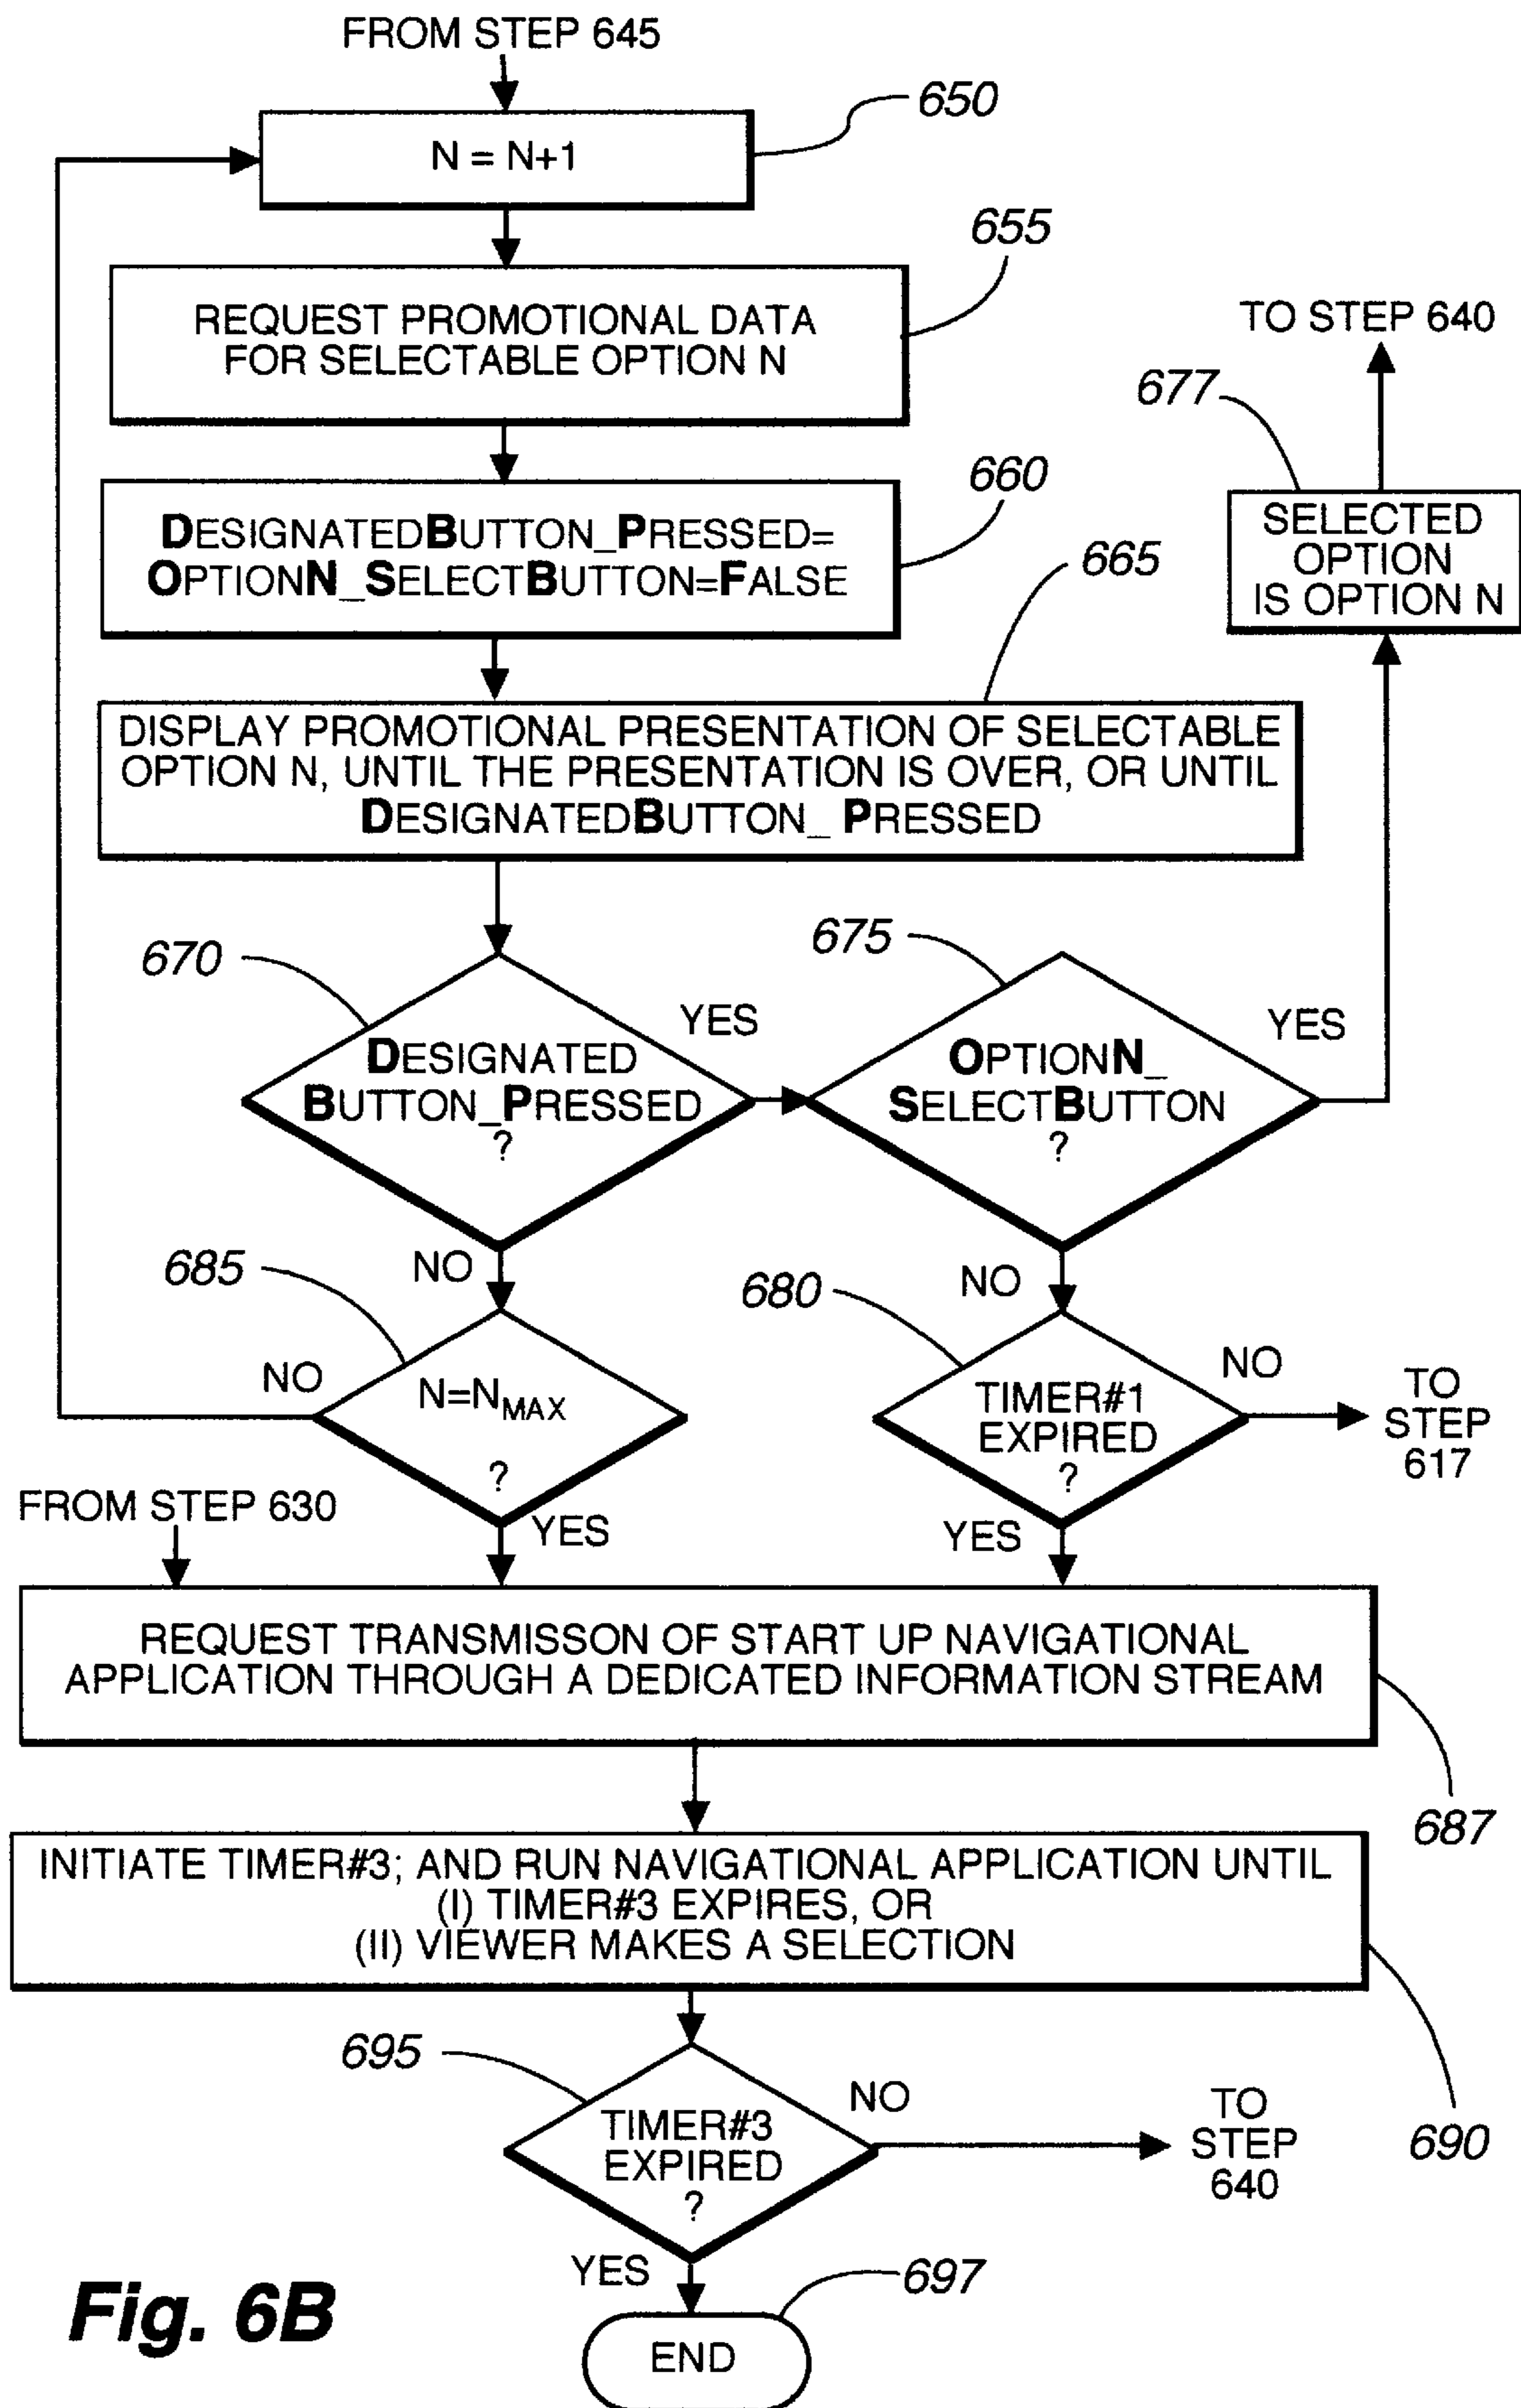 FROM STEP 645
650
N = N+1
655
REQUEST PROMOTIONAL DATA
FOR SELECTABLE OPTION N
TO STEP 640
677
660
DESIGNATEDBUTTON_PRESSED=
OPTIONN_SELECTBUTTON=FALSE
SELECTED
OPTION
IS OPTION N
665
DISPLAY PROMOTIONAL PRESENTATION OF SELECTABLE
OPTION N, UNTIL THE PRESENTATION IS OVER, OR UNTIL
DESIGNATEDBUTTON_ PRESSED
670
675
YES
YES
DESIGNATED
BUTTON_PRESSED
?
OPTIONN_
SELECTBUTTON
?
685
NO
680
NO
NO
N=NMAX
?
TIMER#1
EXPIRED
?
NO
TO
STEP
617
FROM STEP 630
YES
YES
REQUEST TRANSMISSON OF START UP NAVIGATIONAL
APPLICATION THROUGH A DEDICATED INFORMATION STREAM
687
INITIATE TIMER#3; AND RUN NAVIGATIONAL APPLICATION UNTIL
(I) TIMER#3 EXPIRES, OR
(II) VIEWER MAKES A SELECTION
690
695
TIMER#3
EXPIRED
?
NO
TO
STEP
640
YES
697
END
Fig. 6B